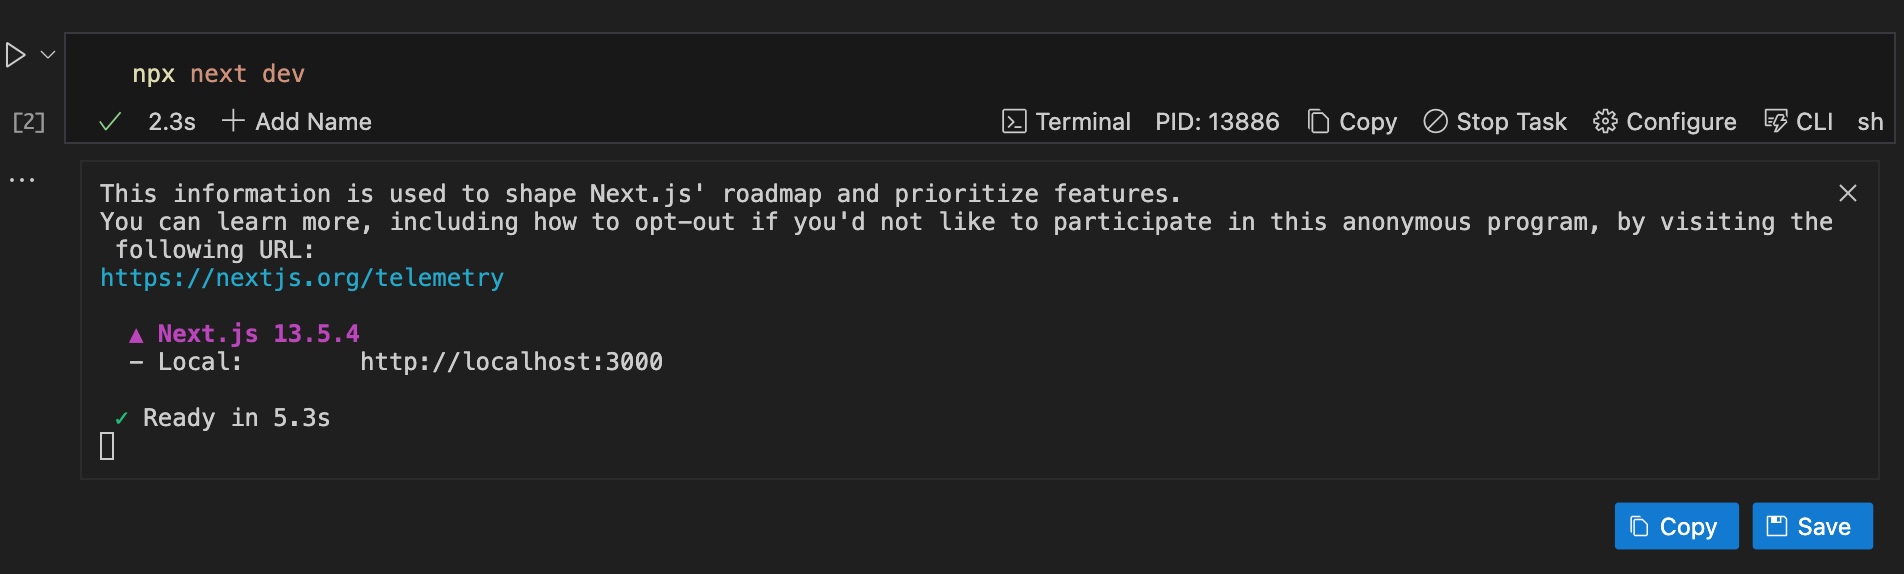 npx next dev
[2]
2.3s Add Name Terminal PID: 13886 Copy Stop Task Configure CLI sh
This information is used to shape Next.js' roadmap and prioritize features.
You can learn more, including how to opt-out if you'd not like to participate in this anonymous program, by visiting the
following URL:
https://nextjs.org/telemetry
▲ Next.js 13.5.4
- Local: http://localhost:3000
✓ Ready in 5.3s
Copy Save